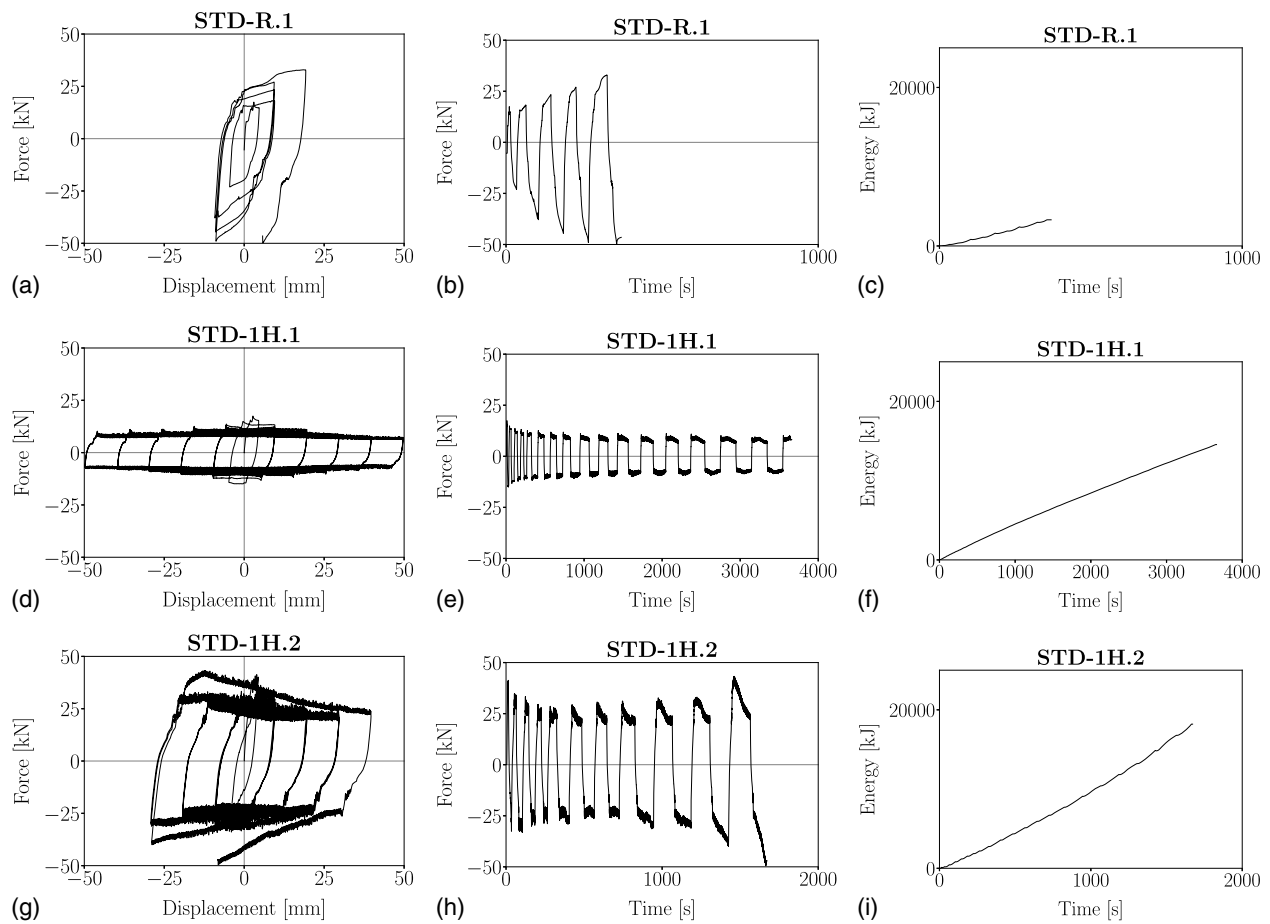 STD-R.1
STD-R.1
STD-R.1
50
25
0
−25
−50
Force [kN]
−50
−25
0
25
50
(a)
Displacement [mm]
50
25
0
−25
−50
Force [kN]
0
1000
(b)
Time [s]
20000
0
Energy [kJ]
0
1000
(c)
Time [s]
STD-1H.1
STD-1H.1
STD-1H.1
50
25
0
−25
−50
Force [kN]
−50
−25
0
25
50
(d)
Displacement [mm]
50
25
0
−25
−50
Force [kN]
0
1000
2000
3000
4000
(e)
Time [s]
20000
0
Energy [kJ]
0
1000
2000
3000
4000
(f)
Time [s]
STD-1H.2
STD-1H.2
STD-1H.2
50
25
0
−25
−50
Force [kN]
−50
−25
0
25
50
(g)
Displacement [mm]
50
25
0
−25
−50
Force [kN]
0
1000
2000
(h)
Time [s]
20000
0
Energy [kJ]
0
1000
2000
(i)
Time [s]